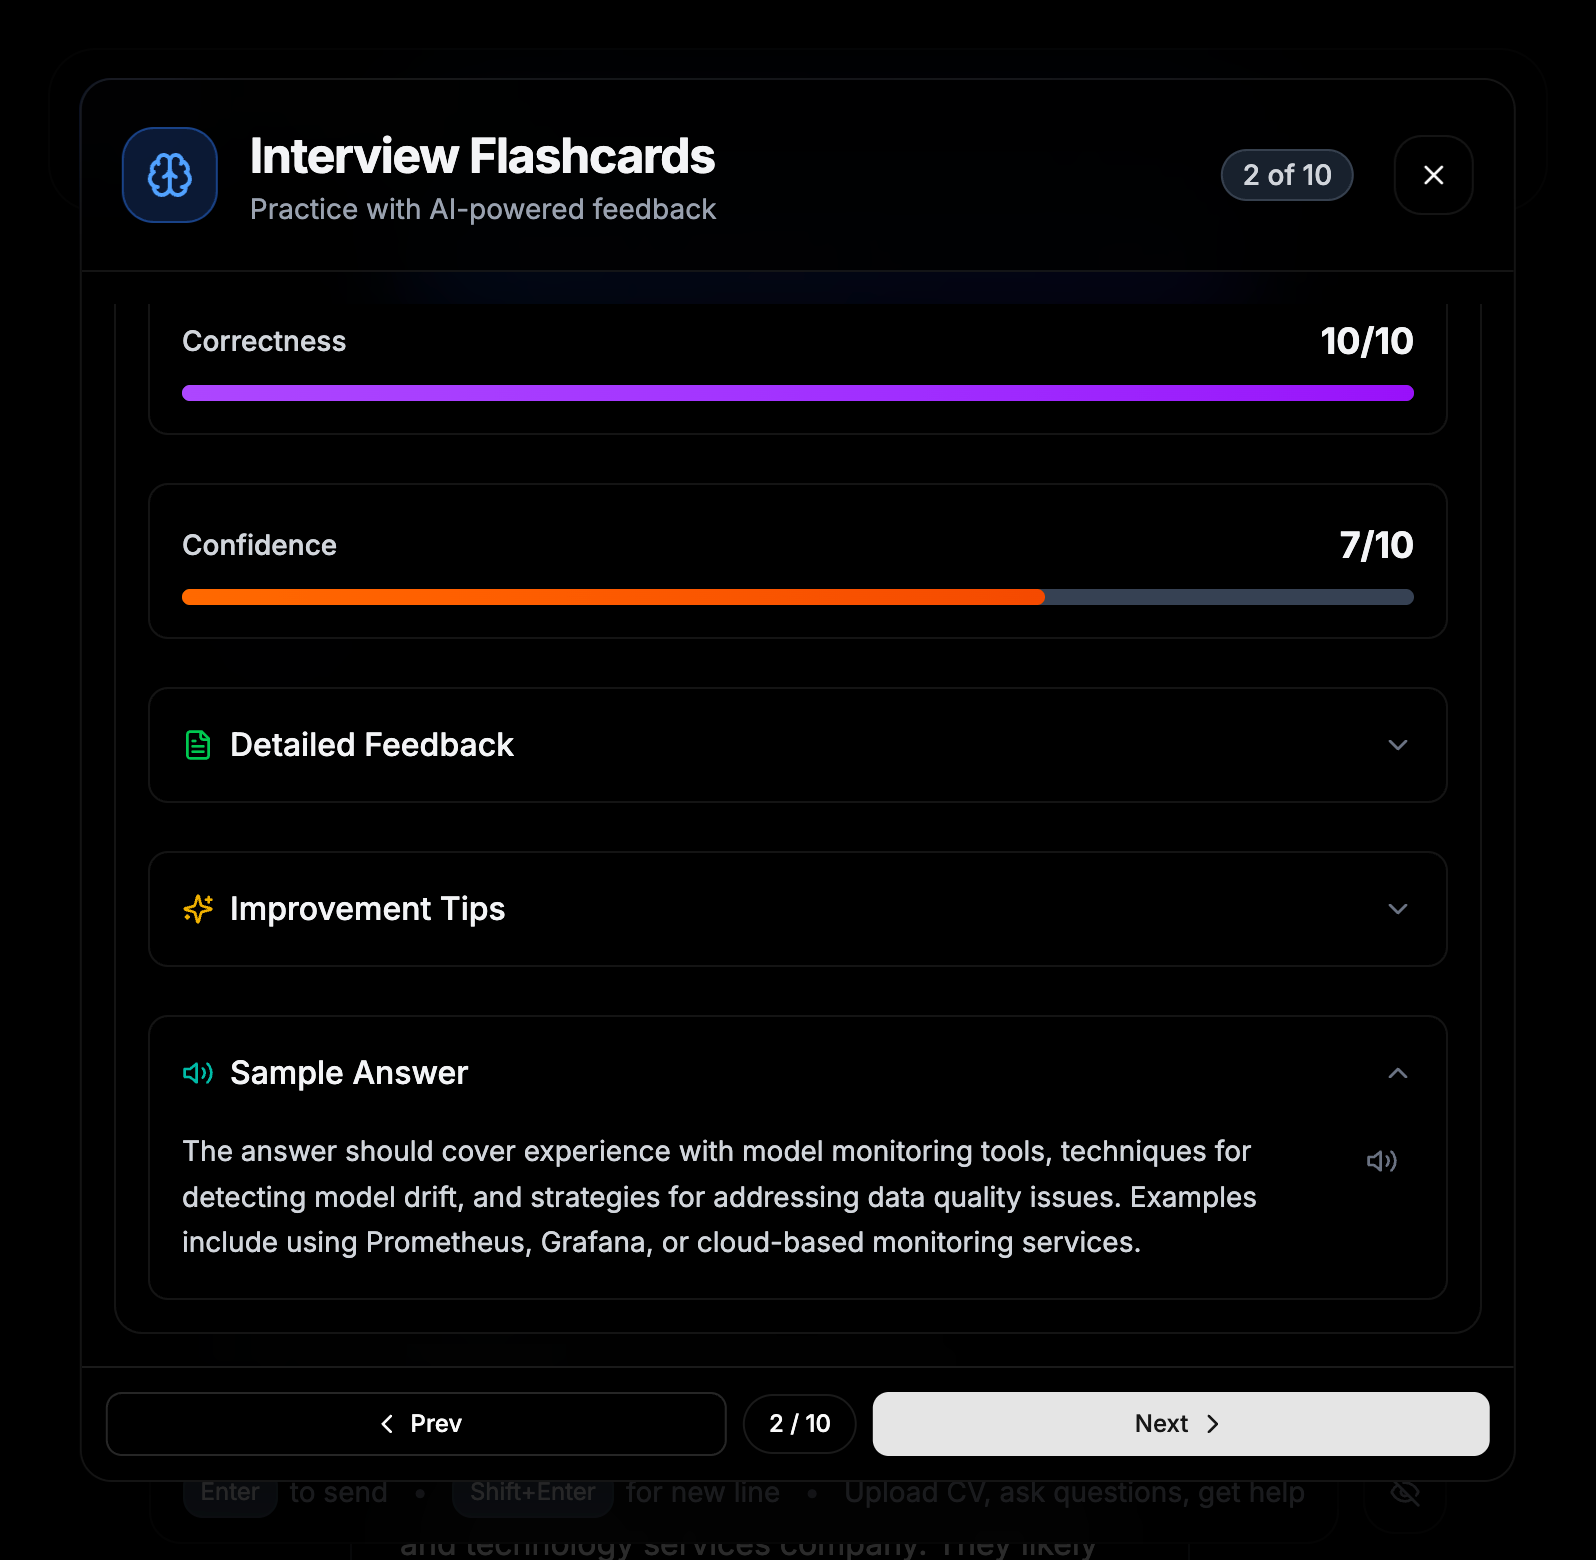 Interview Flashcards
Practice with AI-powered feedback
2 of 10
Correctness
10/10
Confidence
7/10
Detailed Feedback
Improvement Tips
Sample Answer
The answer should cover experience with model monitoring tools, techniques for
detecting model drift, and strategies for addressing data quality issues. Examples
include using Prometheus, Grafana, or cloud-based monitoring services.
Prev
2 / 10
Next
Enter to send • Shift+Enter for new line • Upload CV, ask questions, get help
and technology services company. They likely